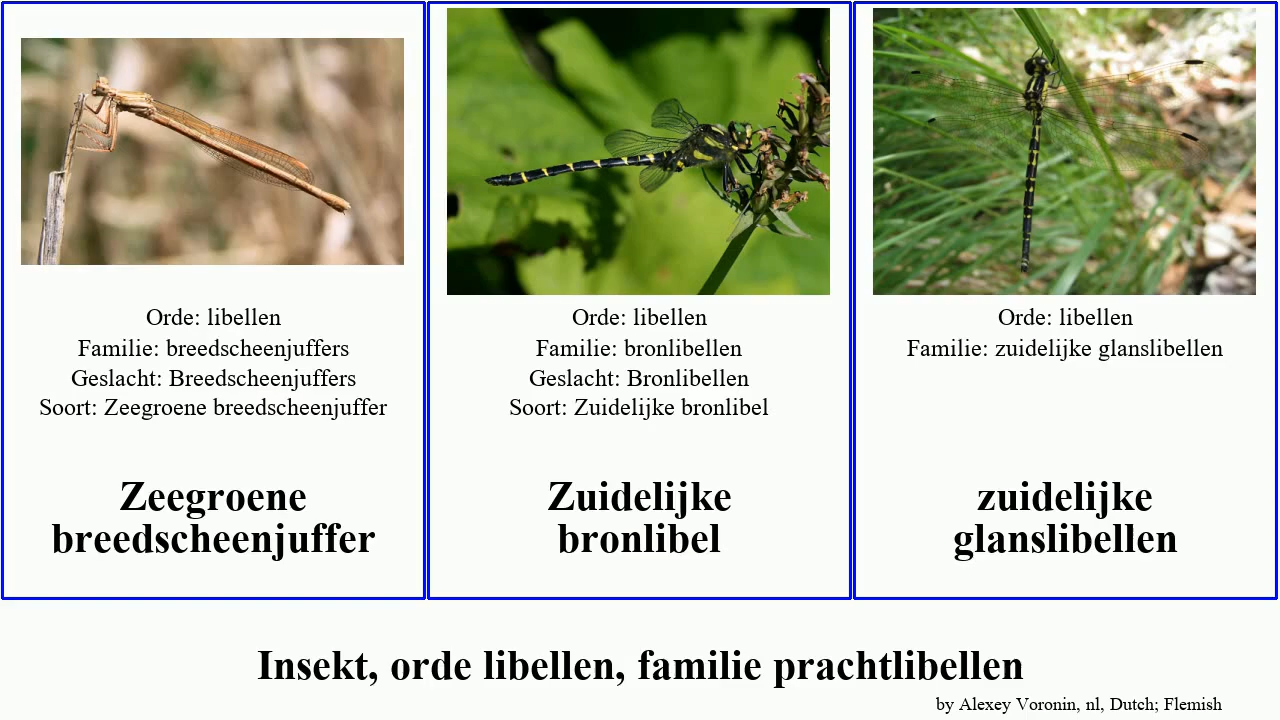 Orde: libellen
Familie: breedscheenjuffers
Geslacht: Breedscheenjuffers
Soort: Zeegroene breedscheenjuffer
Zeegroene
breedscheenjuffer
Orde: libellen
Familie: bronlibellen
Geslacht: Bronlibellen
Soort: Zuidelijke bronlibel
Zuidelijke
bronlibel
Orde: libellen
Familie: zuidelijke glanslibellen
zuidelijke
glanslibellen
Insekt, orde libellen, familie prachtlibellen
by Alexey Voronin, nl, Dutch; Flemish